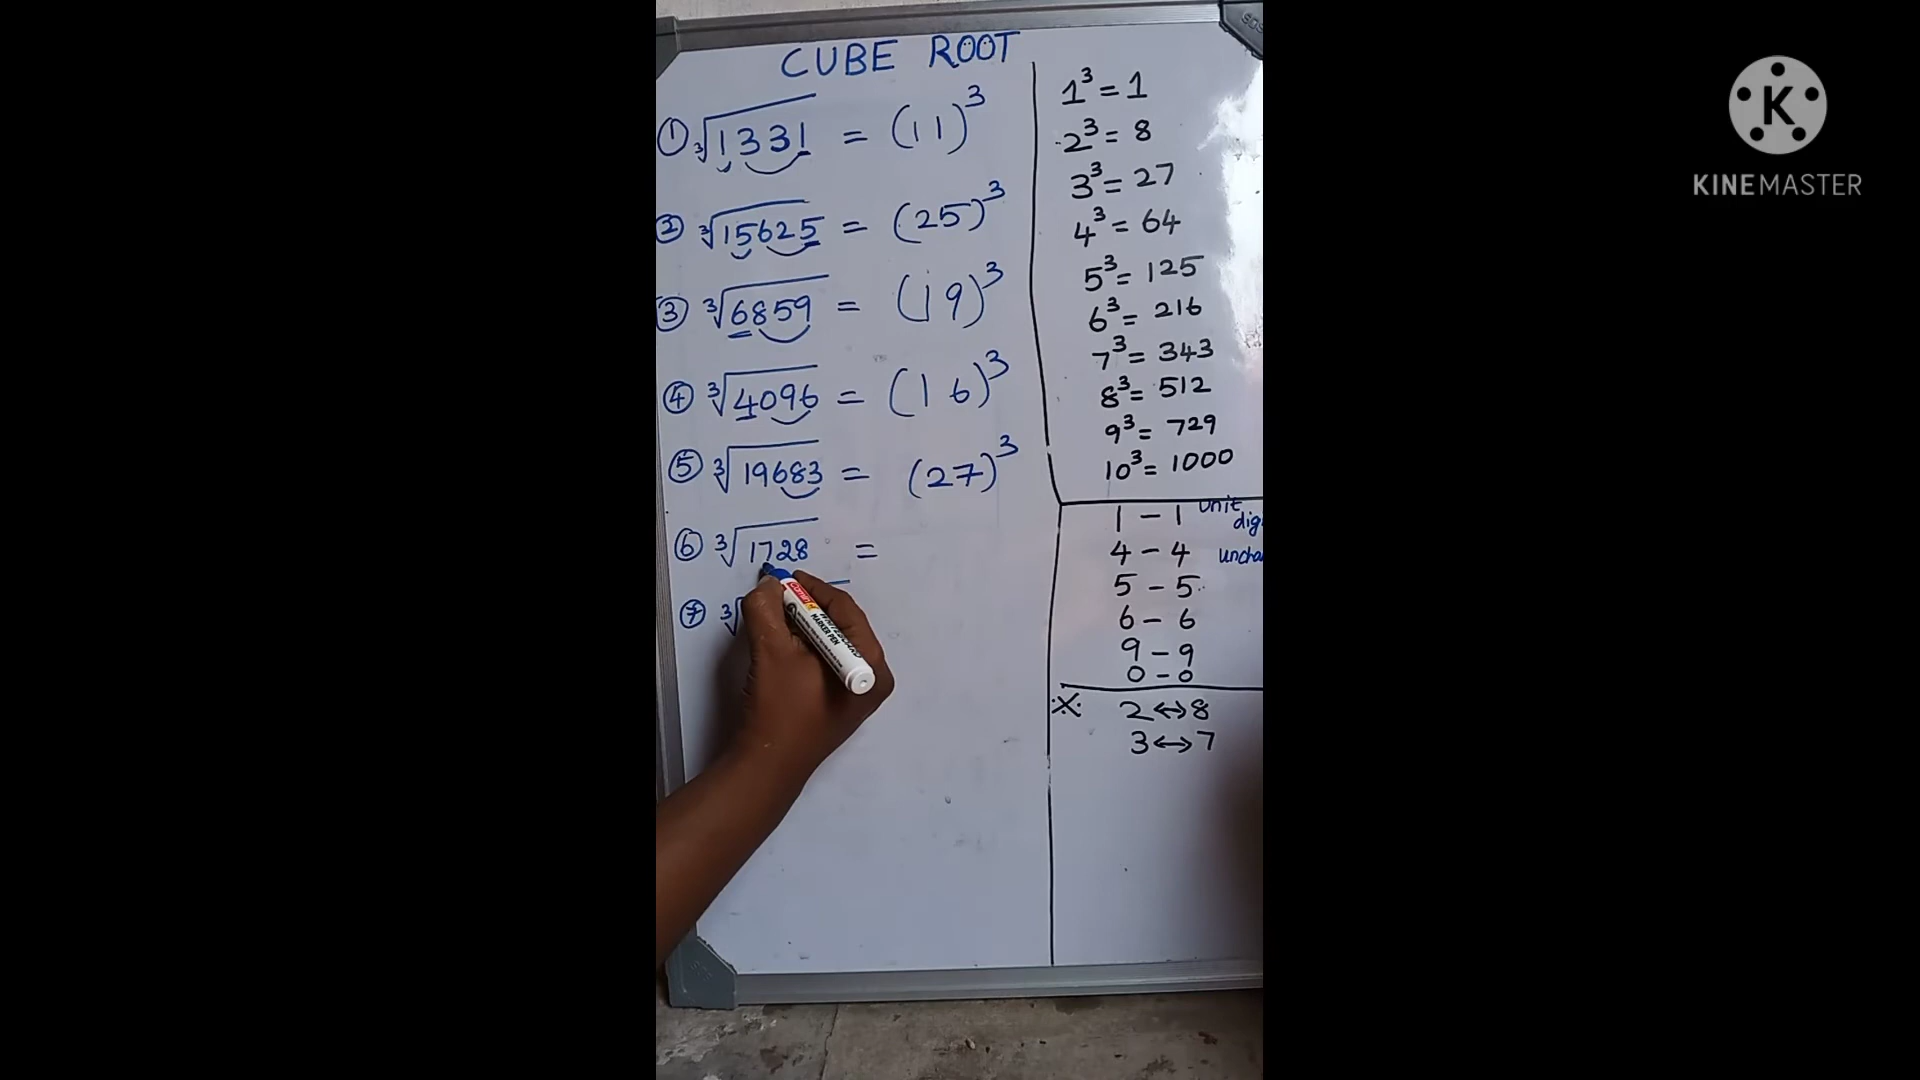 CUBE ROOT
① ∛1331 = (11)³
② ∛15625 = (25)³
③ ∛6859 = (19)³
④ ∛4096 = (16)³
⑤ ∛19683 = (27)³
⑥ ∛1728 =
⑦ ∛
1³ = 1
2³ = 8
3³ = 27
4³ = 64
5³ = 125
6³ = 216
7³ = 343
8³ = 512
9³ = 729
10³ = 1000
1 – 1 unit
4 – 4
5 – 5
6 – 6
9 – 9
0 – 0
※ 2 ↔ 8
3 ↔ 7
MARKER PEN
K
KINEMASTER